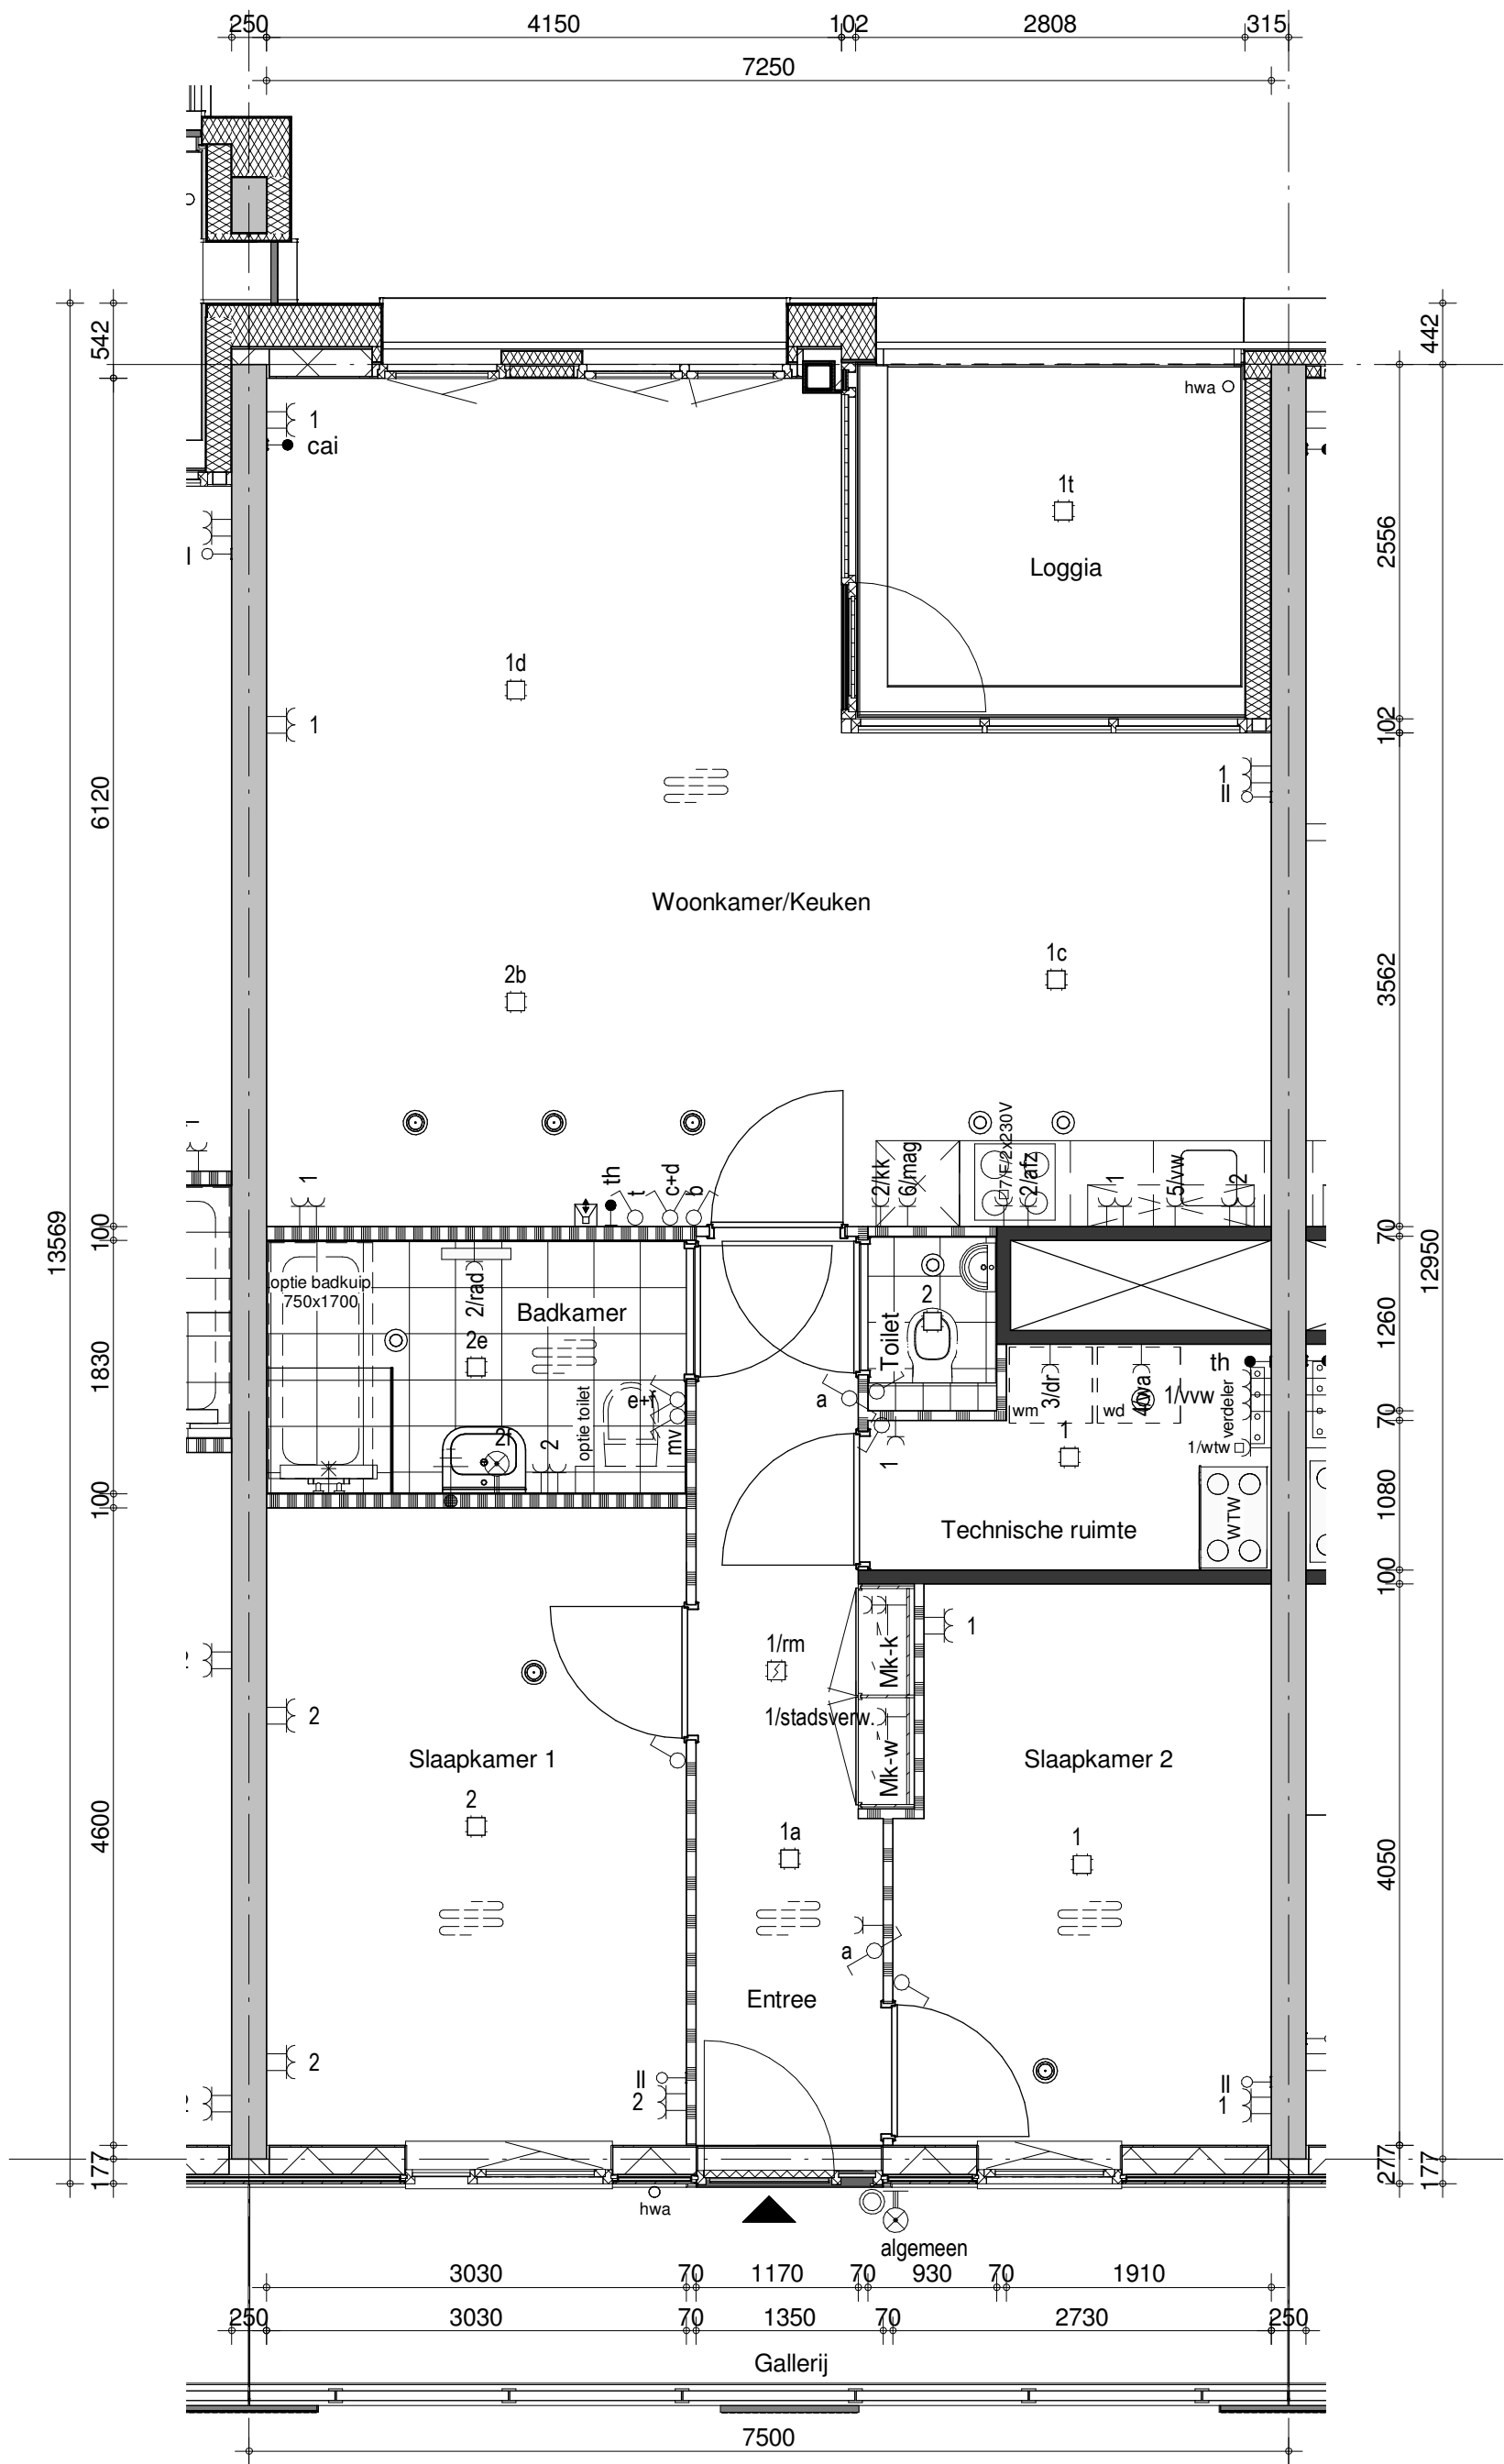 250 4150 102 2808 315
7250
542
442
hwa
1
cai
1t
Loggia
2556
1d
1
102
1
II
6120
Woonkamer/Keuken
2b
1c
3562
1
th
t
c+d
b
2/kk
6/mag
7/F/2x230V
2/afz
1
5/vw
2
13569
12950
100
70
optie badkuip
750x1700
2/rad
Badkamer
2
Toilet
1260
1830
2e
e+f
a
3/dr
4/wa
1/vvw
th
verdeler
wm
wd
70
2f
2
optie toilet
mv
1
1
1/wtw
100
1080
WTW
Technische ruimte
100
1/rm
Mk-k
1
1/stadsverw.
2
Mk-w
Slaapkamer 1
Slaapkamer 2
2
1a
1
4600
4050
a
Entree
2
II
2
II
1
177
277
177
hwa
algemeen
3030 70 1170 70 930 70 1910
250 3030 70 1350 70 2730 250
Gallerij
7500